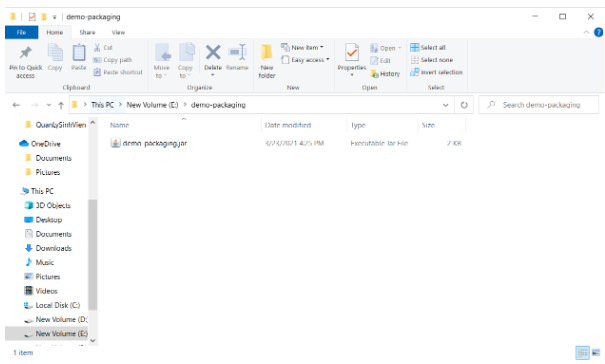 demo-packaging
File Home Share View
Pin to Quick access
Copy
Paste
Cut
Copy path
Paste shortcut
Clipboard
Move to
Copy to
Delete
Rename
Organize
New folder
New item
Easy access
New
Properties
Open
Edit
History
Open
Select all
Select none
Invert selection
Select
This PC > New Volume (E:) > demo-packaging
Search demo-packaging
Name Date modified Type Size
demo-packaging.jar 3/23/2021 4:25 PM Executable Jar File 2 KB
QuanLySinhVien
OneDrive
Documents
Pictures
This PC
3D Objects
Desktop
Documents
Downloads
Music
Pictures
Videos
Local Disk (C:)
New Volume (D:
New Volume (E:)
1 item